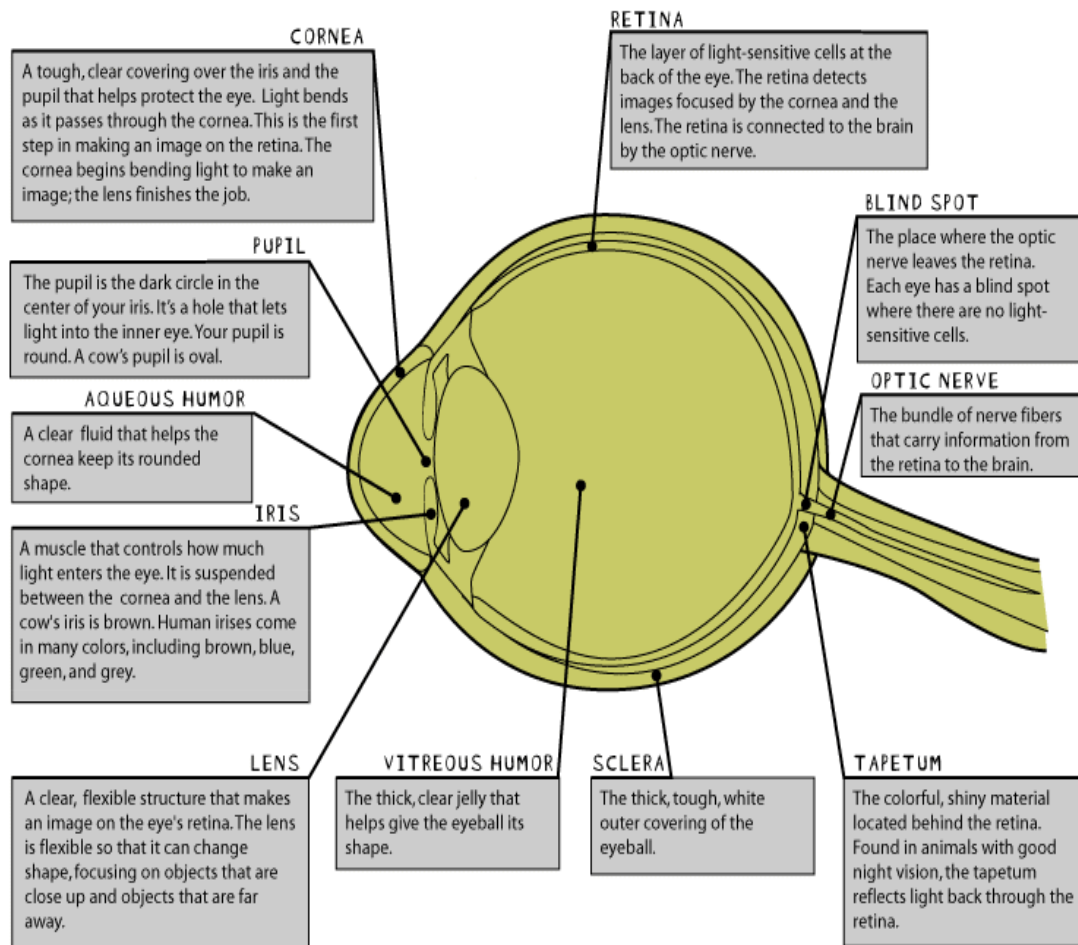 CORNEA
A tough, clear covering over the iris and the
pupil that helps protect the eye. Light bends
as it passes through the cornea. This is the first
step in making an image on the retina. The
cornea begins bending light to make an
image; the lens finishes the job.
RETINA
The layer of light-sensitive cells at the
back of the eye. The retina detects
images focused by the cornea and the
lens. The retina is connected to the brain
by the optic nerve.
BLIND SPOT
The place where the optic
nerve leaves the retina.
Each eye has a blind spot
where there are no light-
sensitive cells.
PUPIL
The pupil is the dark circle in the
center of your iris. It's a hole that lets
light into the inner eye. Your pupil is
round. A cow's pupil is oval.
OPTIC NERVE
The bundle of nerve fibers
that carry information from
the retina to the brain.
AQUEOUS HUMOR
A clear fluid that helps the
cornea keep its rounded
shape.
IRIS
A muscle that controls how much
light enters the eye. It is suspended
between the cornea and the lens. A
cow's iris is brown. Human irises come
in many colors, including brown, blue,
green, and grey.
LENS
A clear, flexible structure that makes
an image on the eye's retina. The lens
is flexible so that it can change
shape, focusing on objects that are
close up and objects that are far
away.
VITREOUS HUMOR
The thick, clear jelly that
helps give the eyeball its
shape.
SCLERA
The thick, tough, white
outer covering of the
eyeball.
TAPETUM
The colorful, shiny material
located behind the retina.
Found in animals with good
night vision, the tapetum
reflects light back through the
retina.